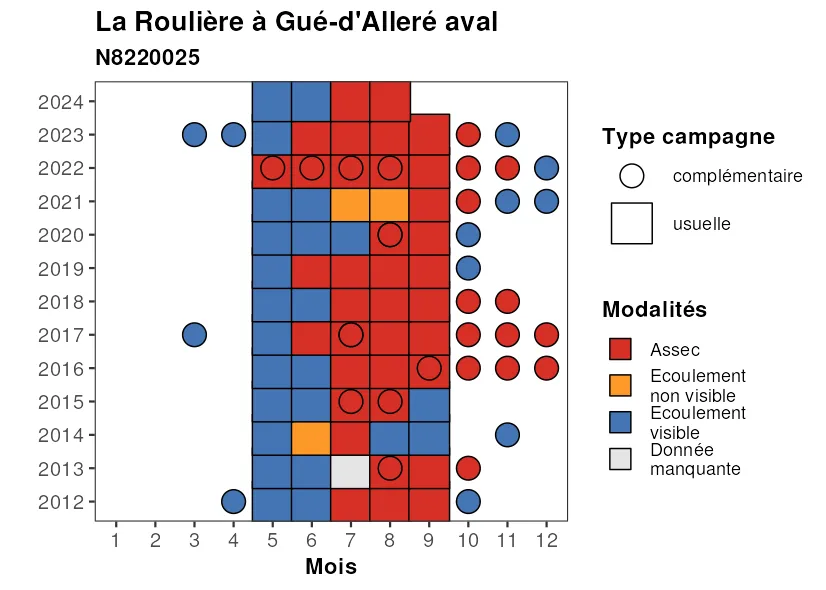 La Roulière à Gué-d'Alleré aval
N8220025
2024
2023
2022
2021
2020
2019
2018
2017
2016
2015
2014
2013
2012
1 2 3 4 5 6 7 8 9 10 11 12
Mois
Type campagne
complémentaire
usuelle
Modalités
Assec
Ecoulement
non visible
Ecoulement
visible
Donnée
manquante